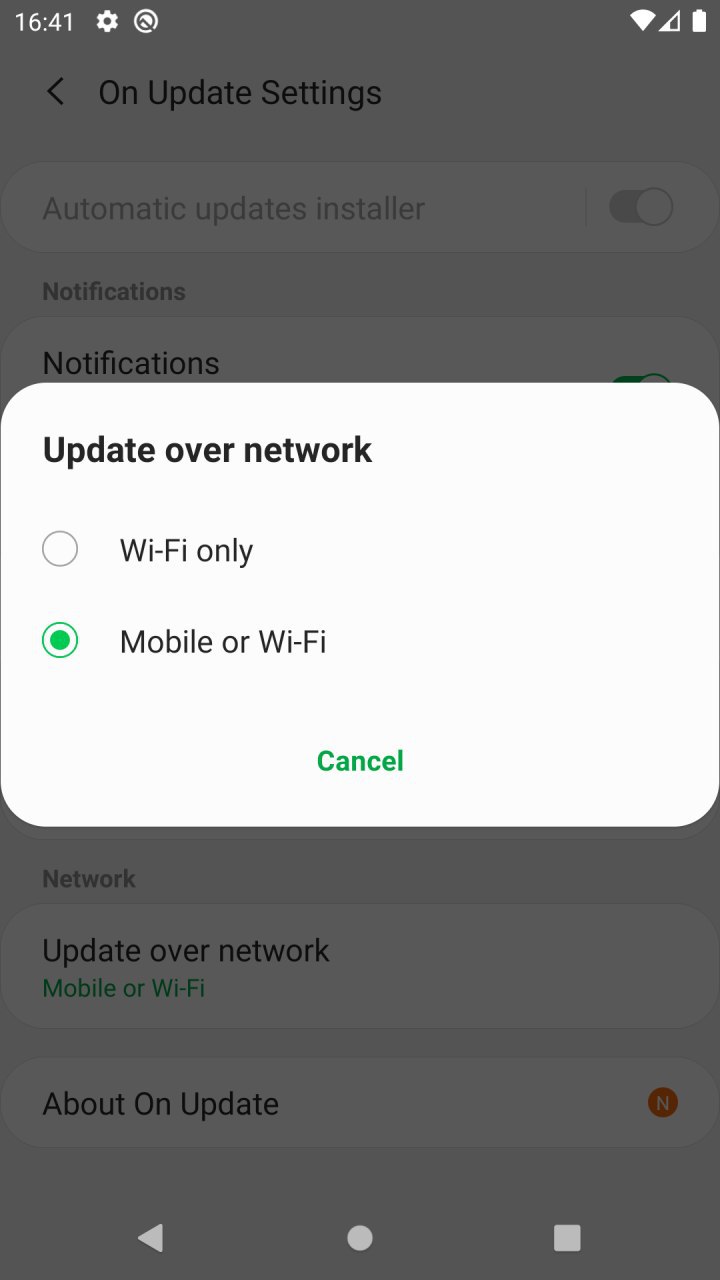 16:41
On Update Settings
Automatic updates installer
Notifications
Notifications
Update over network
Wi-Fi only
Mobile or Wi-Fi
Cancel
Network
Update over network
Mobile or Wi-Fi
About On Update
N